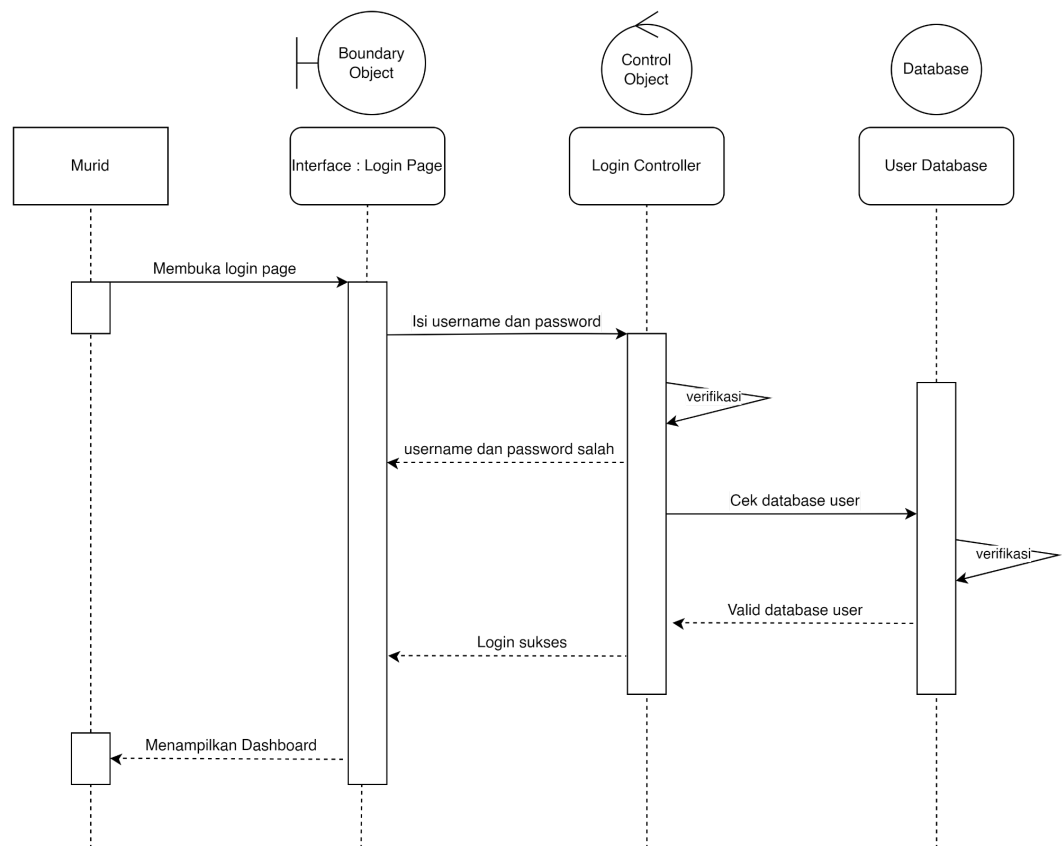 Boundary
Object
Control
Object
Database
Murid
Interface : Login Page
Login Controller
User Database
Membuka login page
Isi username dan password
verifikasi
username dan password salah
Cek database user
verifikasi
Valid database user
Login sukses
Menampilkan Dashboard